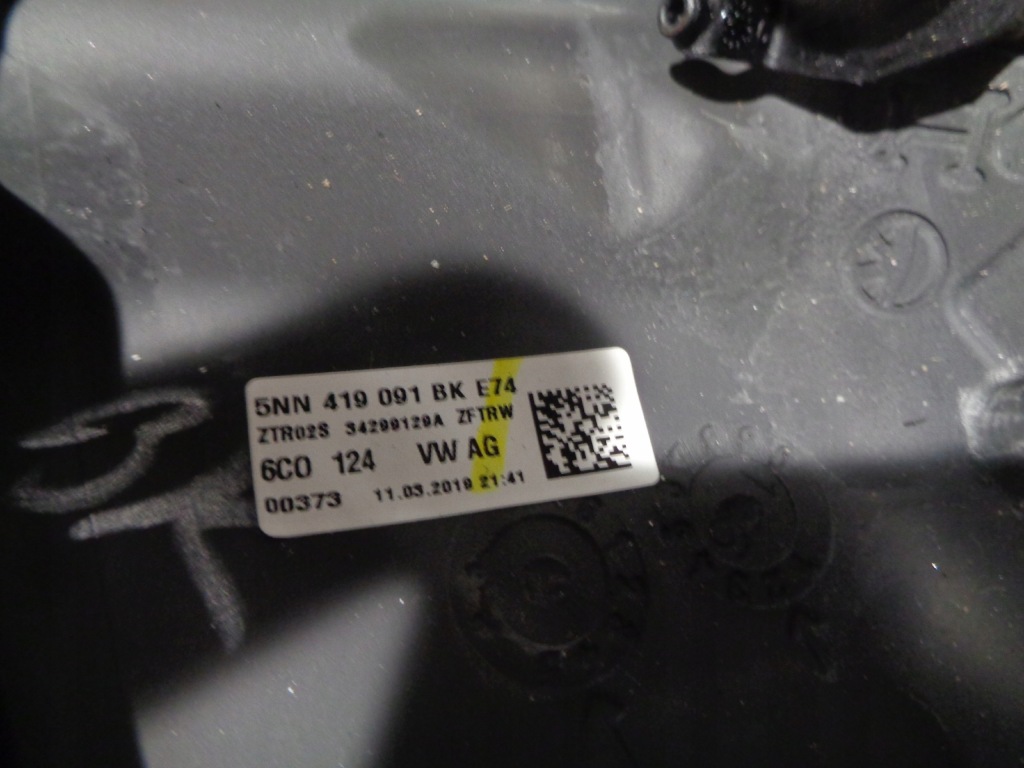 5NN 419 091 BK E74
ZTR02S 34299129A ZFTRW
6C0 124 VW AG
00373 11.03.2019 21:41